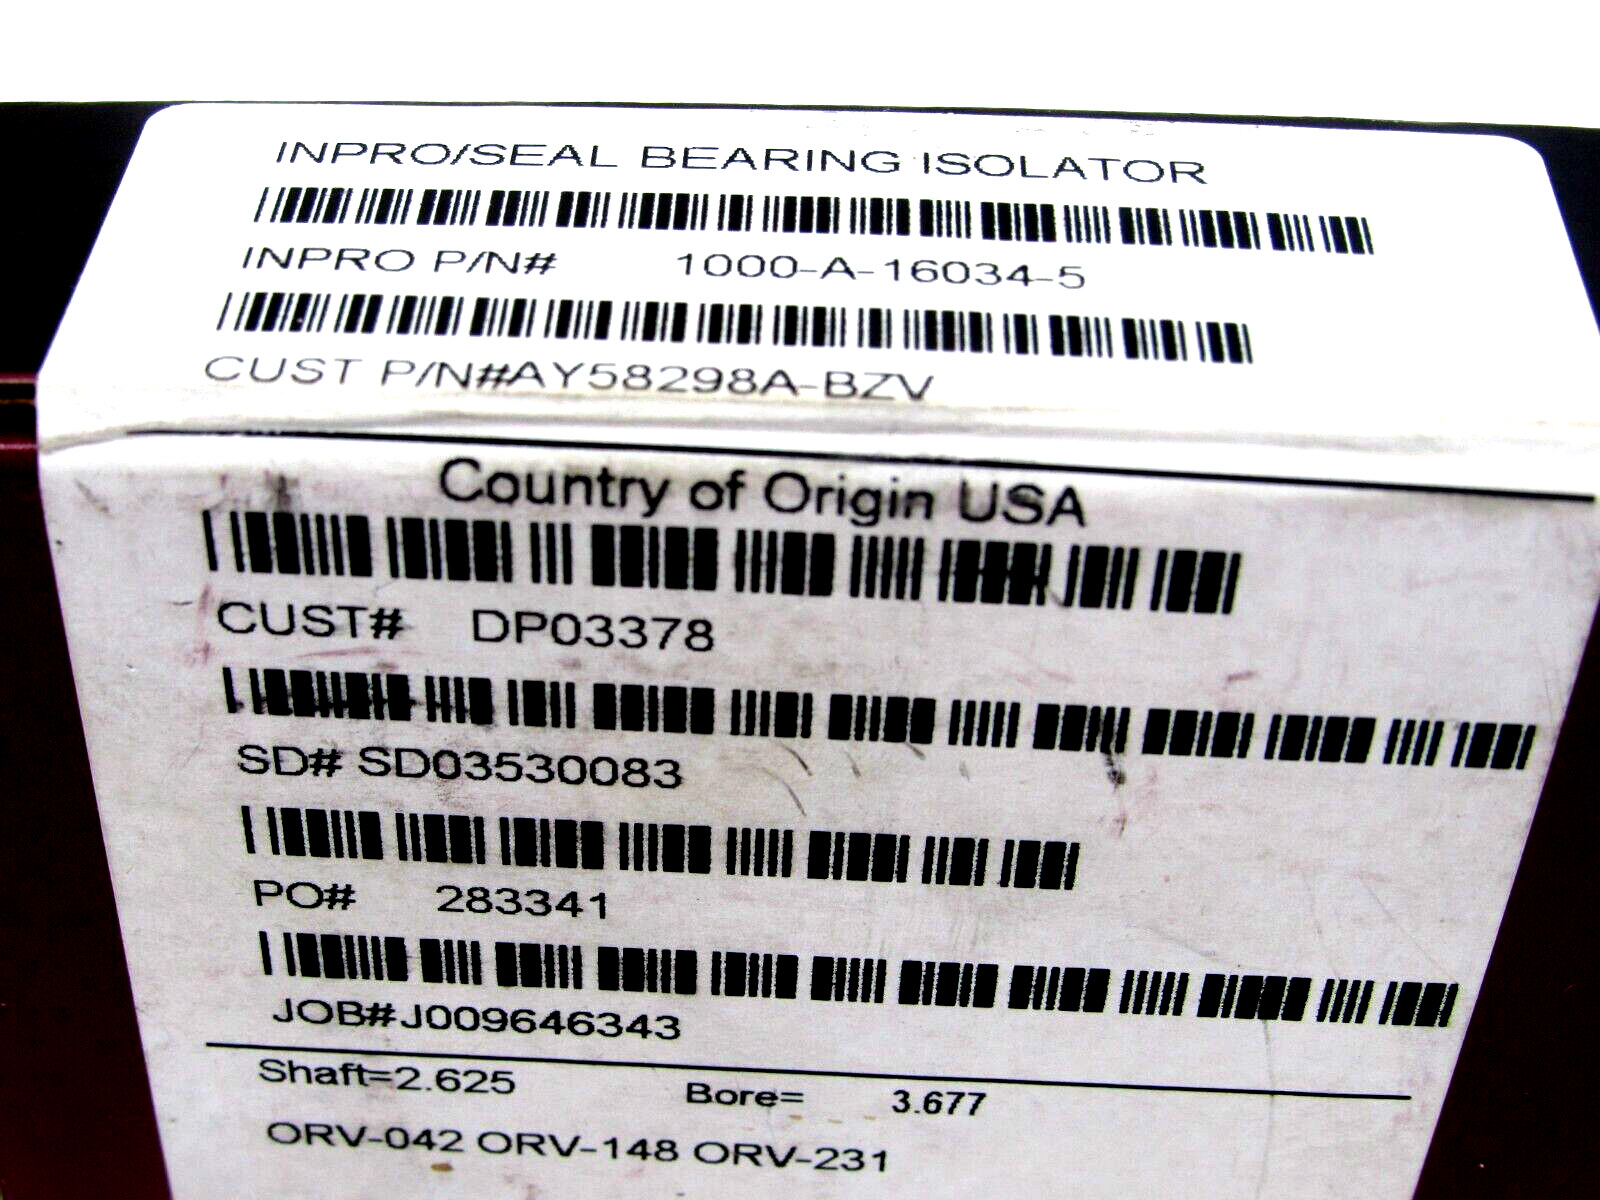 INPRO/SEAL BEARING ISOLATOR
INPRO P/N# 1000-A-16034-5
CUST P/N#AY58298A-BZV
Country of Origin USA
CUST# DP03378
SD# SD03530083
PO# 283341
JOB#J009646343
Shaft=2.625 Bore= 3.677
ORV-042 ORV-148 ORV-231